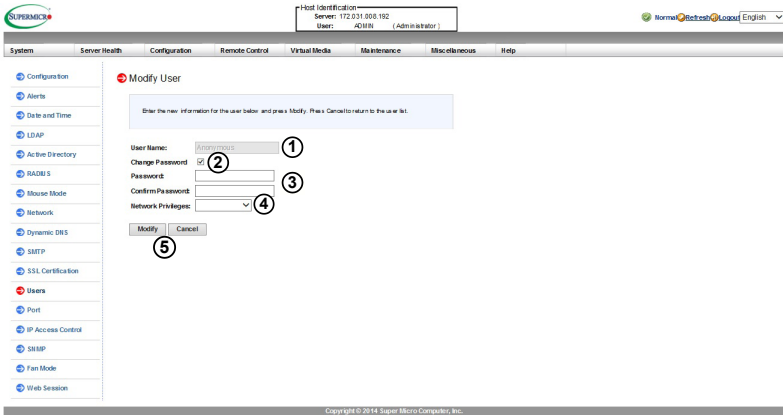 SUPERMICRO
Host Identification
Server: 172.031.008.192
User: ADMIN (Administrator)
Normal Refresh Logout English
System Server Health Configuration Remote Control Virtual Media Maintenance Miscellaneous Help
Configuration
Alerts
Date and Time
LDAP
Active Directory
RADIUS
Mouse Mode
Network
Dynamic DNS
SMTP
SSL Certification
Users
Port
IP Access Control
SNMP
Fan Mode
Web Session
Modify User
Enter the new information for the user below and press Modify. Press Cancel to return to the user list.
User Name: Anonymous 1
Change Password 2
Password:
3
Confirm Password:
Network Privileges: 4
Modify Cancel
5
Copyright © 2014 Super Micro Computer, Inc.